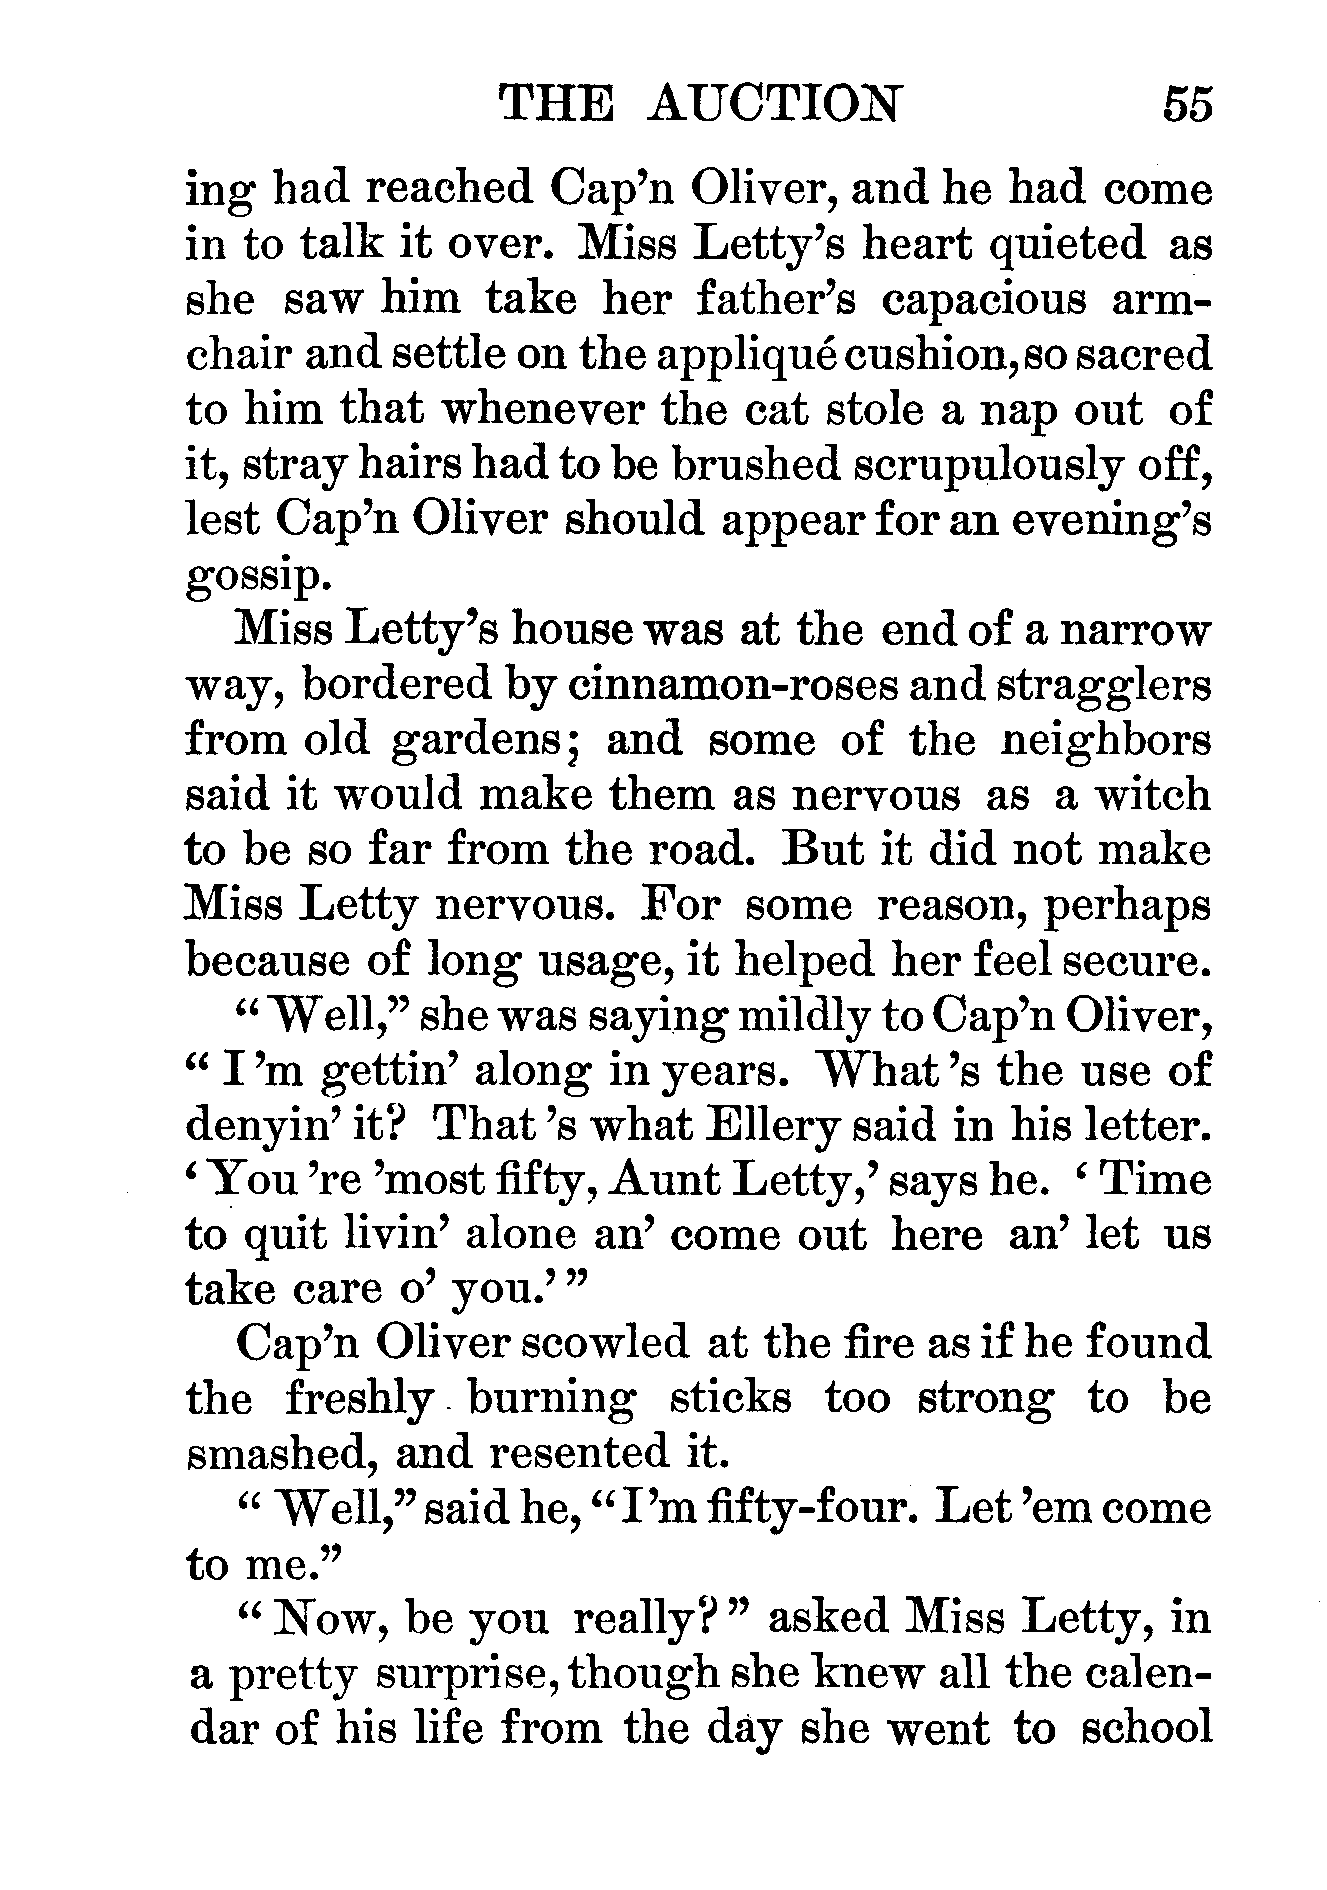 THE AUCTION 55
ing had reached Cap'n Oliver, and he had come
in to talk it over. Miss Letty's heart quieted as
she saw him take her father's capacious arm-
chair and settle on the appliqué cushion, so sacred
to him that whenever the cat stole a nap out of
it, stray hairs had to be brushed scrupulously off,
lest Cap'n Oliver should appear for an evening's
gossip.
Miss Letty's house was at the end of a narrow
way, bordered by cinnamon-roses and stragglers
from old gardens; and some of the neighbors
said it would make them as nervous as a witch
to be so far from the road. But it did not make
Miss Letty nervous. For some reason, perhaps
because of long usage, it helped her feel secure.
“Well,” she was saying mildly to Cap'n Oliver,
“I 'm gettin' along in years. What 's the use of
denyin' it? That 's what Ellery said in his letter.
‘You 're 'most fifty, Aunt Letty,’ says he. ‘Time
to quit livin' alone an' come out here an' let us
take care o' you.’”
Cap'n Oliver scowled at the fire as if he found
the freshly burning sticks too strong to be
smashed, and resented it.
“Well,” said he, “I'm fifty-four. Let 'em come
to me.”
“Now, be you really?” asked Miss Letty, in
a pretty surprise, though she knew all the calen-
dar of his life from the day she went to school